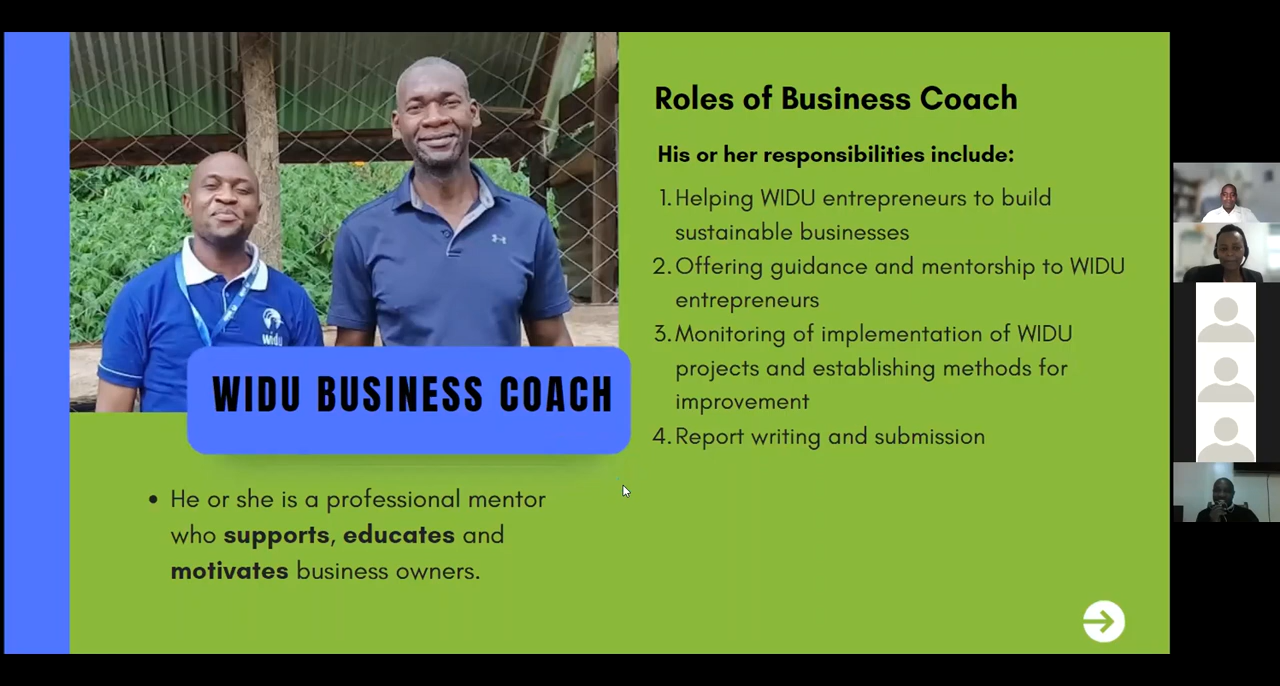 Widu
WIDU BUSINESS COACH
• He or she is a professional mentor
who supports, educates and
motivates business owners.
Roles of Business Coach
His or her responsibilities include:
1. Helping WIDU entrepreneurs to build
sustainable businesses
2. Offering guidance and mentorship to WIDU
entrepreneurs
3. Monitoring of implementation of WIDU
projects and establishing methods for
improvement
4. Report writing and submission